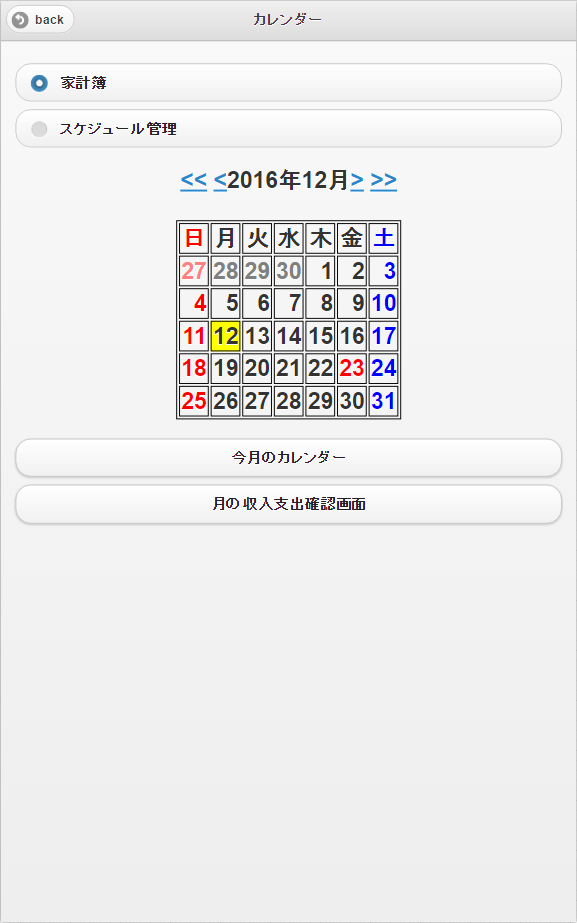 back
カレンダー
家計簿
スケジュール管理
<< <2016年12月> >>
日 月 火 水 木 金 土
27 28 29 30 1 2 3
4 5 6 7 8 9 10
11 12 13 14 15 16 17
18 19 20 21 22 23 24
25 26 27 28 29 30 31
今月のカレンダー
月の収入支出確認画面